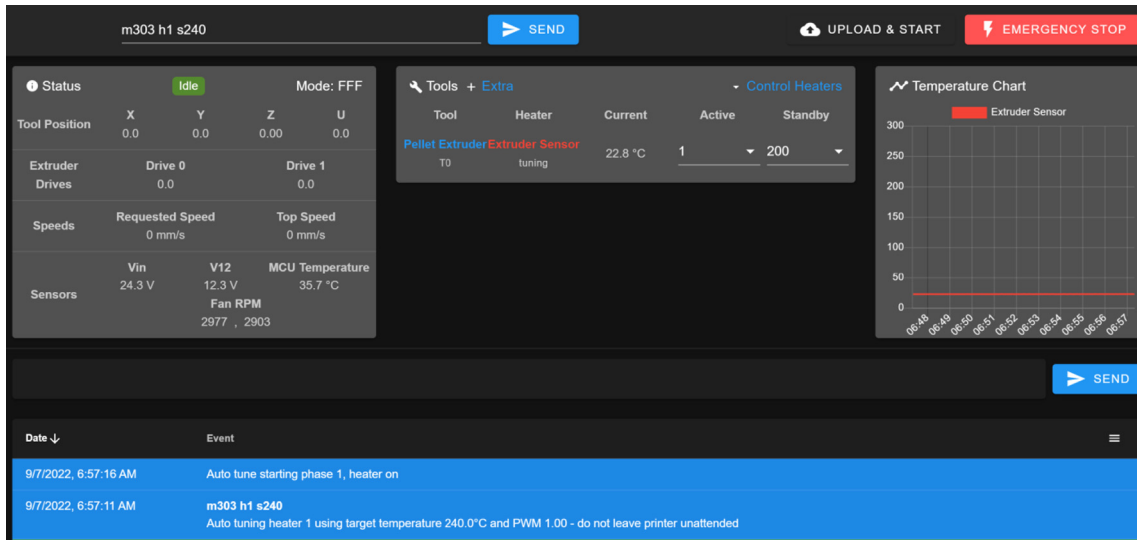 m303 h1 s240
SEND
UPLOAD & START
EMERGENCY STOP
Status
Idle
Mode: FFF
Tool Position
X Y Z U
0.0 0.0 0.00 0.0
Extruder Drives
Drive 0 Drive 1
0.0 0.0
Speeds
Requested Speed Top Speed
0 mm/s 0 mm/s
Sensors
Vin V12 MCU Temperature
24.3 V 12.3 V 35.7 °C
Fan RPM
2977 , 2903
Tools + Extra
Control Heaters
Tool Heater Current Active Standby
Pellet Extruder Extruder Sensor
T0 tuning 22.8 °C 1 200
Temperature Chart
Extruder Sensor
300
250
200
150
100
50
0
06:48 06:49 06:50 06:51 06:52 06:53 06:54 06:55 06:56 06:57
SEND
Date Event
9/7/2022, 6:57:16 AM Auto tune starting phase 1, heater on
9/7/2022, 6:57:11 AM m303 h1 s240
Auto tuning heater 1 using target temperature 240.0°C and PWM 1.00 - do not leave printer unattended